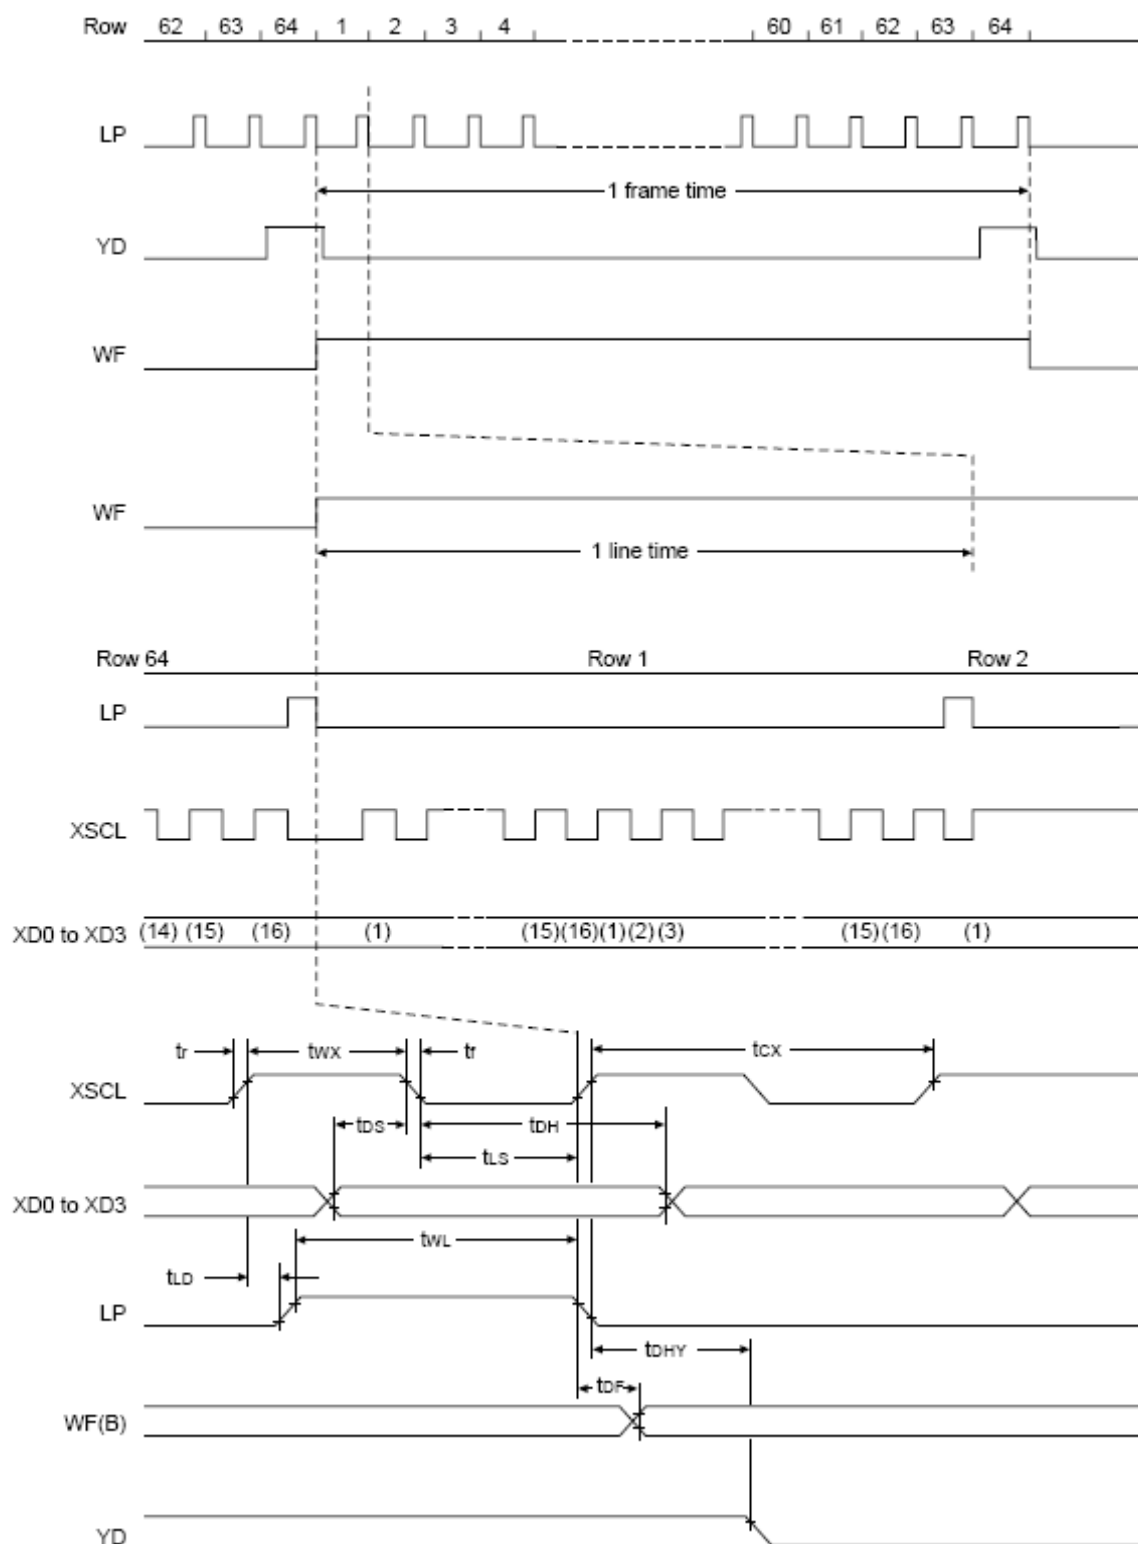 Row 62 63 64 1 2 3 4 60 61 62 63 64
LP
1 frame time
YD
WF
WF
1 line time
Row 64 Row 1 Row 2
LP
XSCL
XD0 to XD3 (14) (15) (16) (1) (15)(16)(1)(2)(3) (15)(16) (1)
tr tWX tf tCX
XSCL
tDS tDH
tLS
XD0 to XD3
tWL
tLD
LP
tDHY
tDF
WF(B)
YD